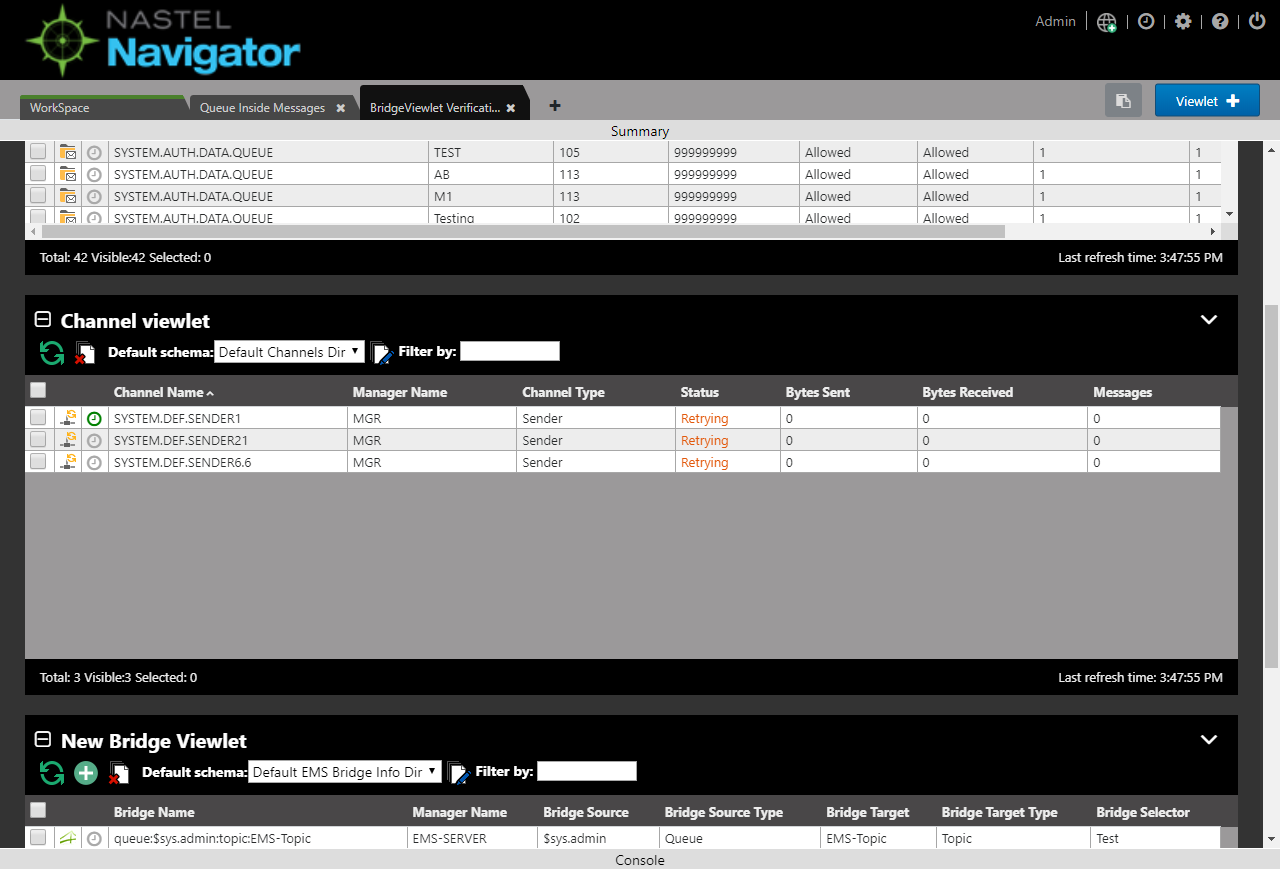 NASTEL
Navigator
Admin
WorkSpace
Queue Inside Messages
BridgeViewlet Verificati...
Viewlet
Summary
SYSTEM.AUTH.DATA.QUEUE TEST 105 999999999 Allowed Allowed 1 1
SYSTEM.AUTH.DATA.QUEUE AB 113 999999999 Allowed Allowed 1 1
SYSTEM.AUTH.DATA.QUEUE M1 113 999999999 Allowed Allowed 1 1
SYSTEM.AUTH.DATA.QUEUE Testing 102 999999999 Allowed Allowed 1 1
Total: 42 Visible:42 Selected: 0 Last refresh time: 3:47:55 PM
Channel viewlet
Default schema: Default Channels Dir Filter by:
Channel Name Manager Name Channel Type Status Bytes Sent Bytes Received Messages
SYSTEM.DEF.SENDER1 MGR Sender Retrying 0 0 0
SYSTEM.DEF.SENDER21 MGR Sender Retrying 0 0 0
SYSTEM.DEF.SENDER6.6 MGR Sender Retrying 0 0 0
Total: 3 Visible:3 Selected: 0 Last refresh time: 3:47:55 PM
New Bridge Viewlet
Default schema: Default EMS Bridge Info Dir Filter by:
Bridge Name Manager Name Bridge Source Bridge Source Type Bridge Target Bridge Target Type Bridge Selector
queue:$sys.admin:topic:EMS-Topic EMS-SERVER $sys.admin Queue EMS-Topic Topic Test
Console